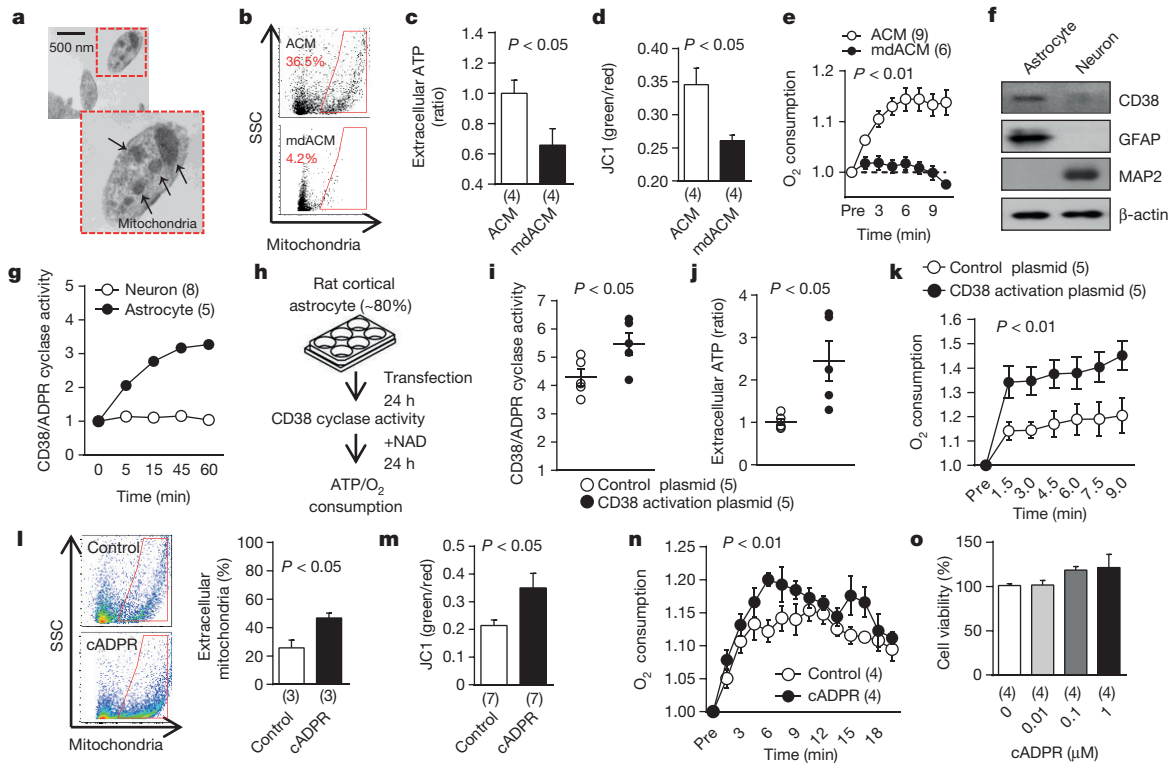 a
500 nm
Mitochondria
b
SSC
ACM
36.5%
mdACM
4.2%
Mitochondria
c
P < 0.05
Extracellular ATP
(ratio)
1.4
1.2
1.0
0.8
0.6
0.4
(4)
(4)
ACM
mdACM
d
P < 0.05
JC1 (green/red)
0.40
0.35
0.30
0.25
0.20
(4)
(4)
ACM
mdACM
e
ACM (9)
mdACM (6)
P < 0.01
O2 consumption
1.2
1.1
1.0
Pre
3
6
9
Time (min)
f
Astrocyte
Neuron
CD38
GFAP
MAP2
β-actin
g
Neuron (8)
Astrocyte (5)
CD38/ADPR cyclase activity
5
4
3
2
1
0
0
5
15
45
60
Time (min)
h
Rat cortical
astrocyte (~80%)
Transfection
24 h
CD38 cyclase activity
+NAD
24 h
ATP/O2
consumption
i
P < 0.05
CD38/ADPR cyclase activity
8
7
6
5
4
3
2
1
j
P < 0.05
Extracellular ATP (ratio)
4
3
2
1
0
Control plasmid (5)
CD38 activation plasmid (5)
k
Control plasmid (5)
CD38 activation plasmid (5)
P < 0.01
O2 consumption
1.6
1.5
1.4
1.3
1.2
1.1
1.0
Pre
1.5
3.0
4.5
6.0
7.5
9.0
Time (min)
l
SSC
Control
cADPR
Mitochondria
P < 0.05
Extracellular
mitochondria (%)
100
80
60
40
20
0
(3)
(3)
Control
cADPR
m
P < 0.05
JC1 (green/red)
0.5
0.4
0.3
0.2
0.1
0
(7)
(7)
Control
cADPR
n
P < 0.01
O2 consumption
1.25
1.20
1.15
1.10
1.05
1.00
Control (4)
cADPR (4)
Pre
3
6
9
12
15
18
Time (min)
o
Cell viability (%)
200
150
100
50
0
(4)
(4)
(4)
(4)
0
0.01
0.1
1
cADPR (μM)